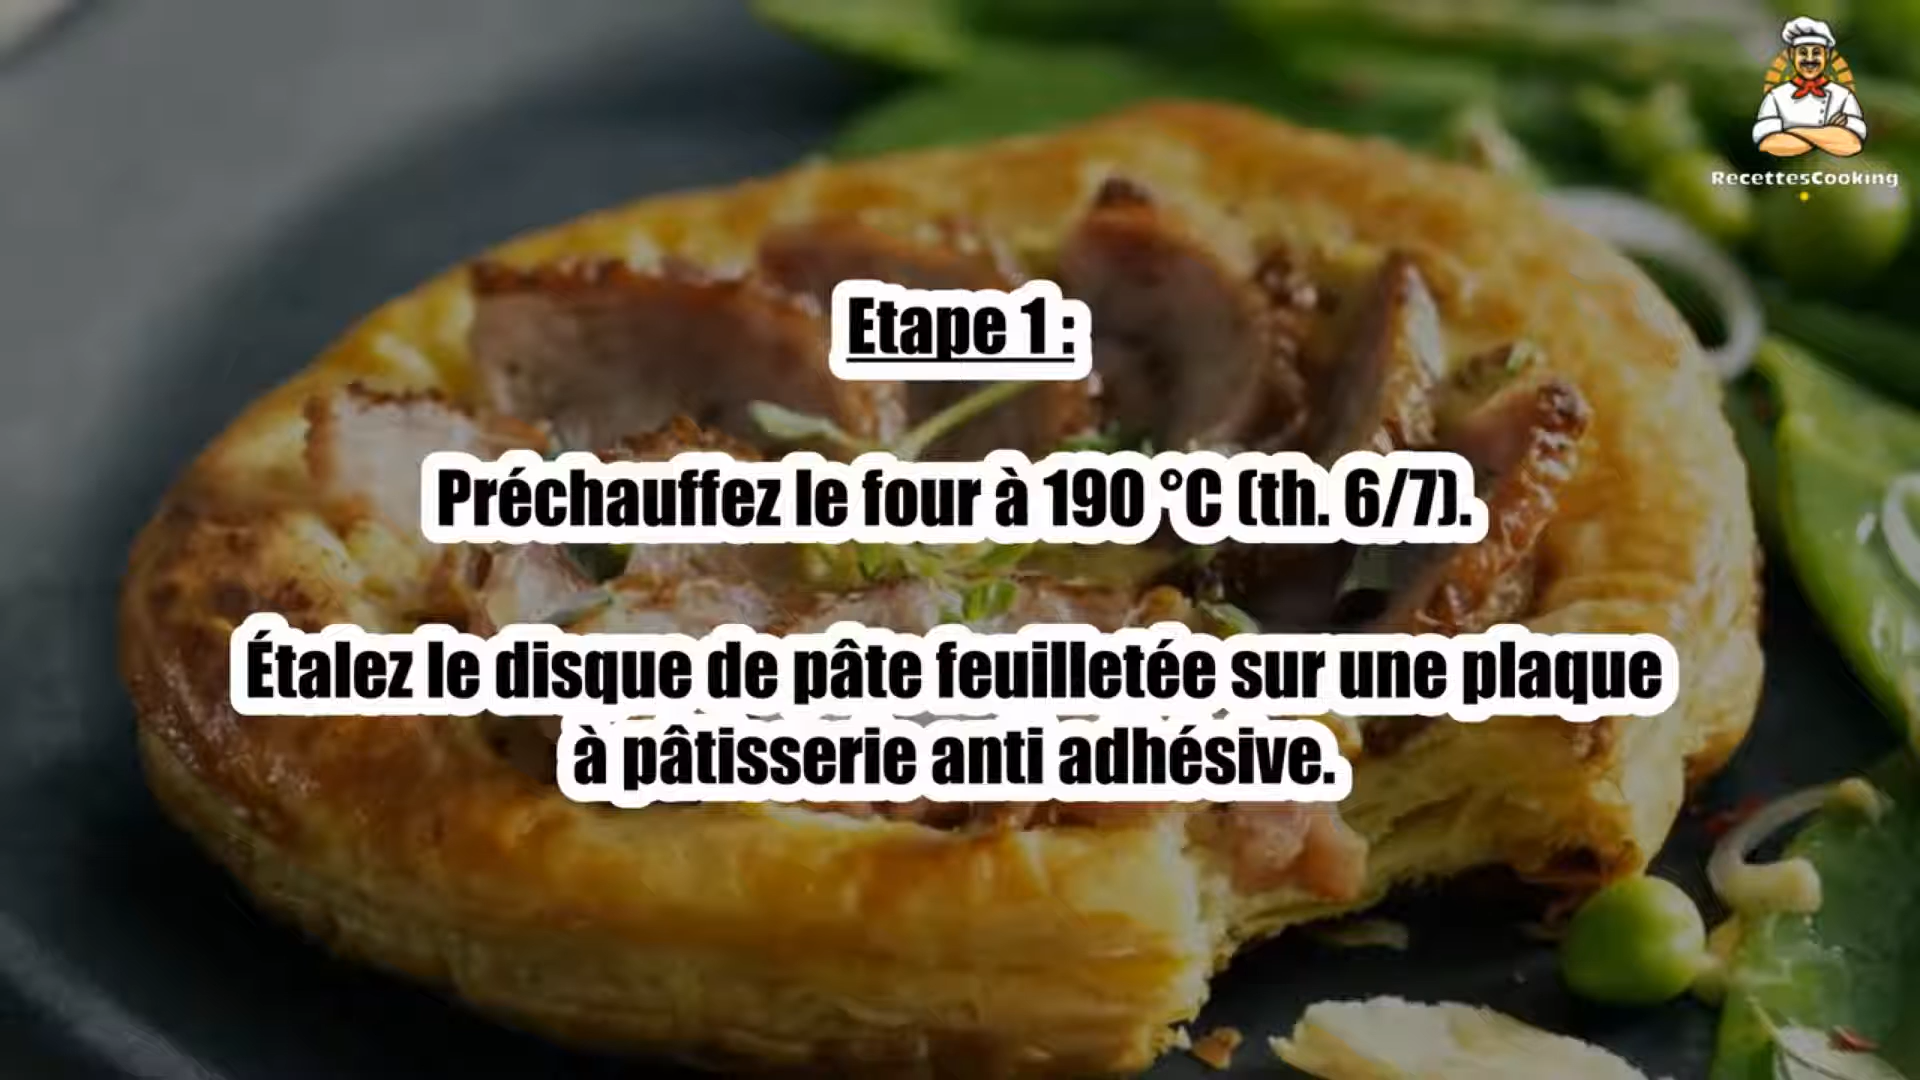 RecettesCooking
Etape 1 :
Préchauffez le four à 190 °C (th. 6/7).
Étalez le disque de pâte feuilletée sur une plaque
à pâtisserie anti adhésive.